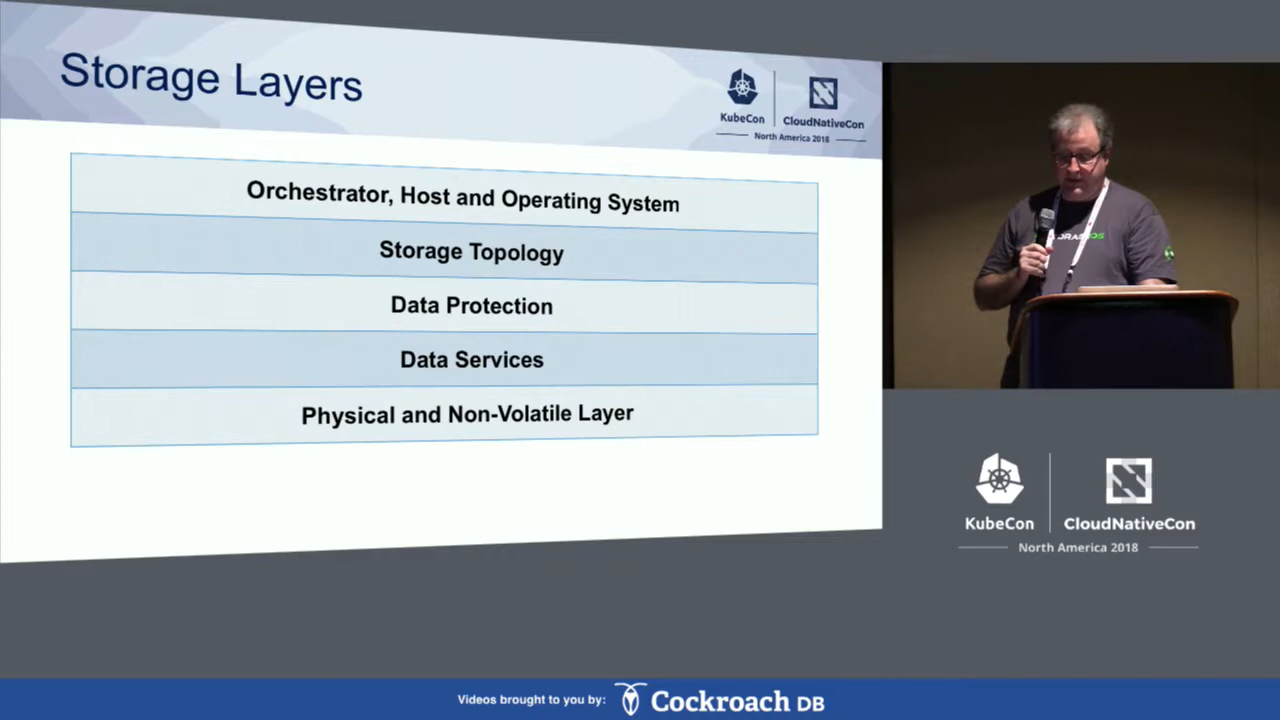 Storage Layers
KubeCon
CloudNativeCon
North America 2018
Orchestrator, Host and Operating System
Storage Topology
Data Protection
Data Services
Physical and Non-Volatile Layer
KubeCon
CloudNativeCon
North America 2018
Videos brought to you by:
Cockroach DB